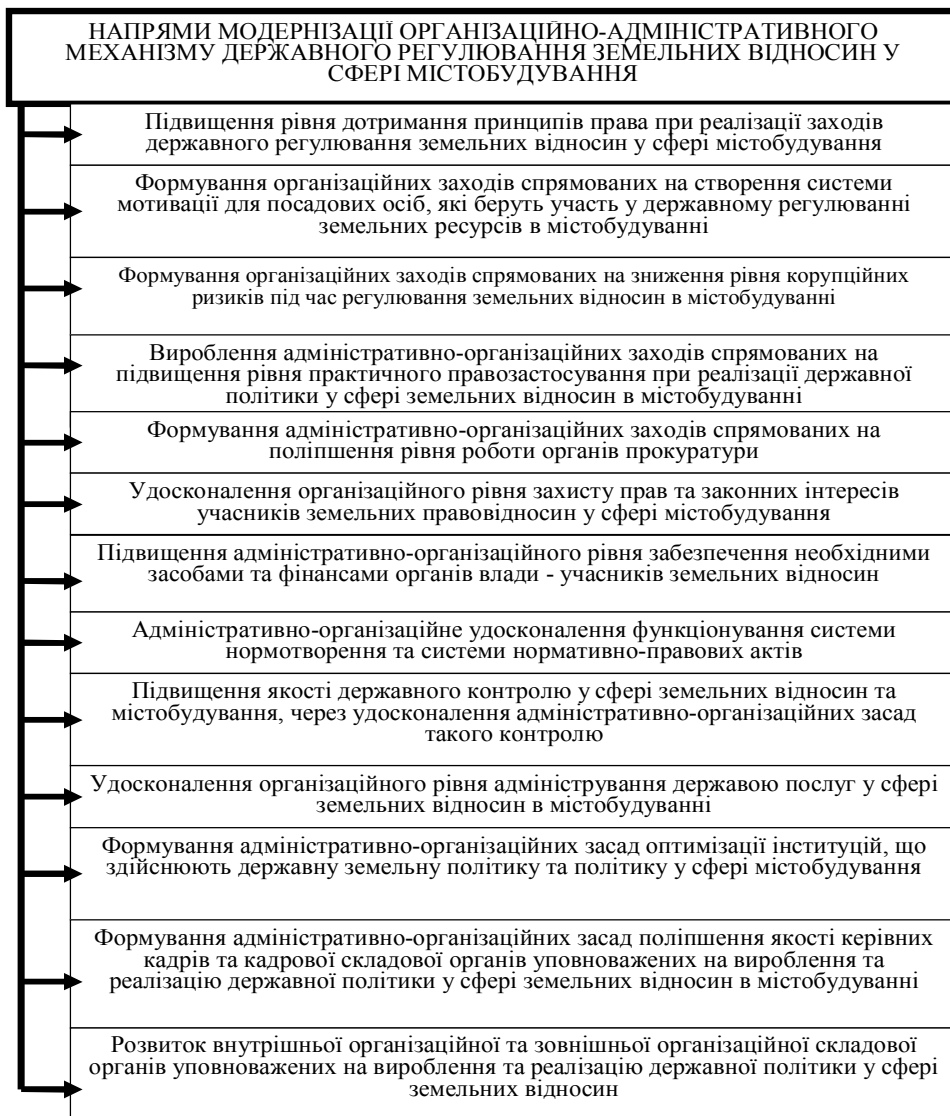 НАПРЯМИ МОДЕРНІЗАЦІЇ ОРГАНІЗАЦІЙНО-АДМІНІСТРАТИВНОГО
МЕХАНІЗМУ ДЕРЖАВНОГО РЕГУЛЮВАННЯ ЗЕМЕЛЬНИХ ВІДНОСИН У
СФЕРІ МІСТОБУДУВАННЯ
Підвищення рівня дотримання принципів права при реалізації заходів
державного регулювання земельних відносин у сфері містобудування
Формування організаційних заходів спрямованих на створення системи
мотивації для посадових осіб, які беруть участь у державному регулюванні
земельних ресурсів в містобудуванні
Формування організаційних заходів спрямованих на зниження рівня корупційних
ризиків під час регулювання земельних відносин в містобудуванні
Вироблення адміністративно-організаційних заходів спрямованих на
підвищення рівня практичного правозастосування при реалізації державної
політики у сфері земельних відносин в містобудуванні
Формування адміністративно-організаційних заходів спрямованих на
поліпшення рівня роботи органів прокуратури
Удосконалення організаційного рівня захисту прав та законних інтересів
учасників земельних правовідносин у сфері містобудування
Підвищення адміністративно-організаційного рівня забезпечення необхідними
засобами та фінансами органів влади - учасників земельних відносин
Адміністративно-організаційне удосконалення функціонування системи
нормотворення та системи нормативно-правових актів
Підвищення якості державного контролю у сфері земельних відносин та
містобудування, через удосконалення адміністративно-організаційних засад
такого контролю
Удосконалення організаційного рівня адміністрування державою послуг у сфері
земельних відносин в містобудуванні
Формування адміністративно-організаційних засад оптимізації інституцій, що
здійснюють державну земельну політику та політику у сфері містобудування
Формування адміністративно-організаційних засад поліпшення якості керівних
кадрів та кадрової складової органів уповноважених на вироблення та
реалізацію державної політики у сфері земельних відносин в містобудуванні
Розвиток внутрішньої організаційної та зовнішньої організаційної складової
органів уповноважених на вироблення та реалізацію державної політики у сфері
земельних відносин